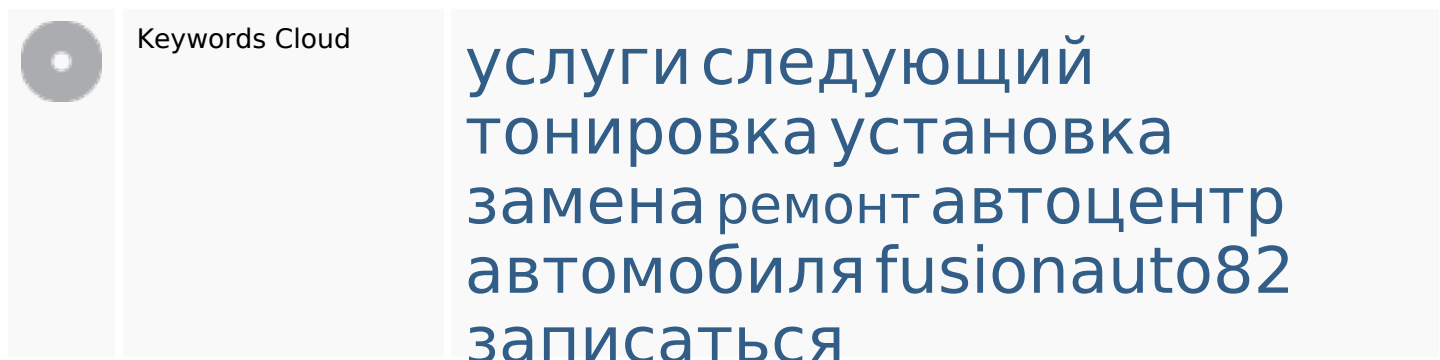 Keywords Cloud
услуги следующий
тонировка установка
замена ремонт автоцентр
автомобиля fusionauto82
записаться